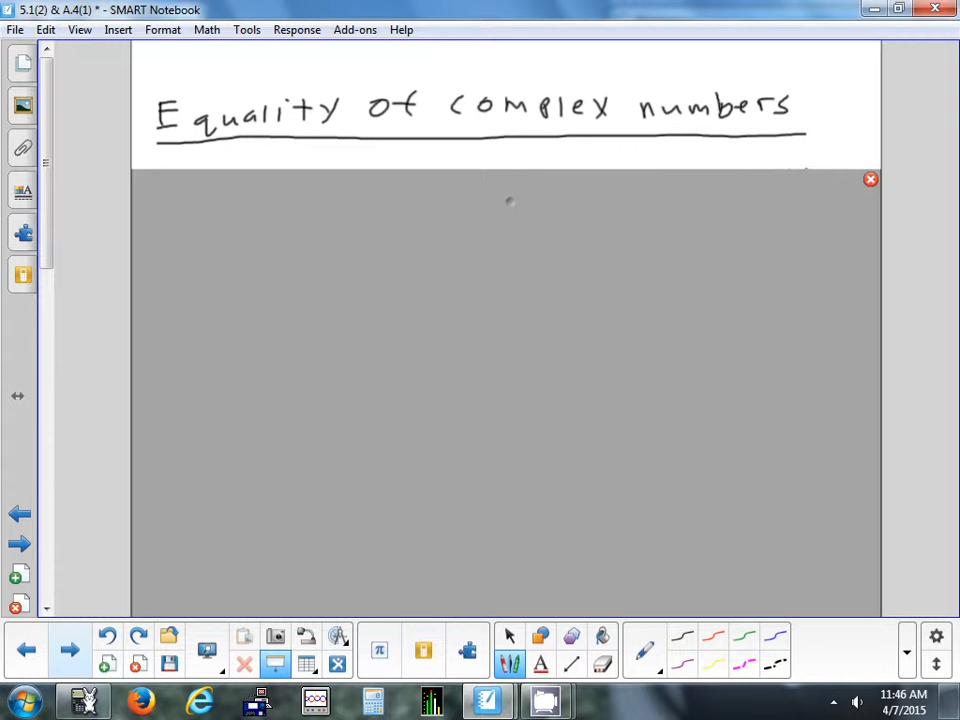 5.1(2) & A.4(1) * - SMART Notebook
File Edit View Insert Format Math Tools Response Add-ons Help
Equality of complex numbers
11:46 AM
4/7/2015